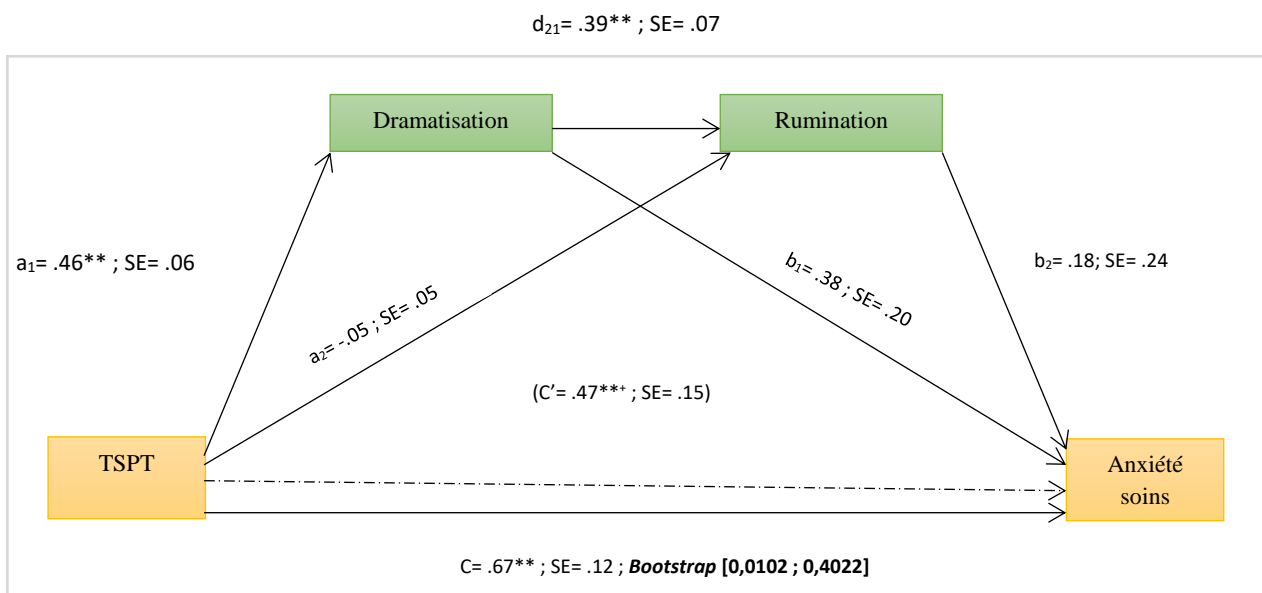 d₂₁= .39** ; SE= .07
Dramatisation
Rumination
a₁= .46** ; SE= .06
b₂= .18; SE= .24
b₁= .38 ; SE= .20
a₂= -.05 ; SE= .05
(C’= .47**⁺ ; SE= .15)
TSPT
Anxiété
soins
C= .67** ; SE= .12 ; Bootstrap [0,0102 ; 0,4022]